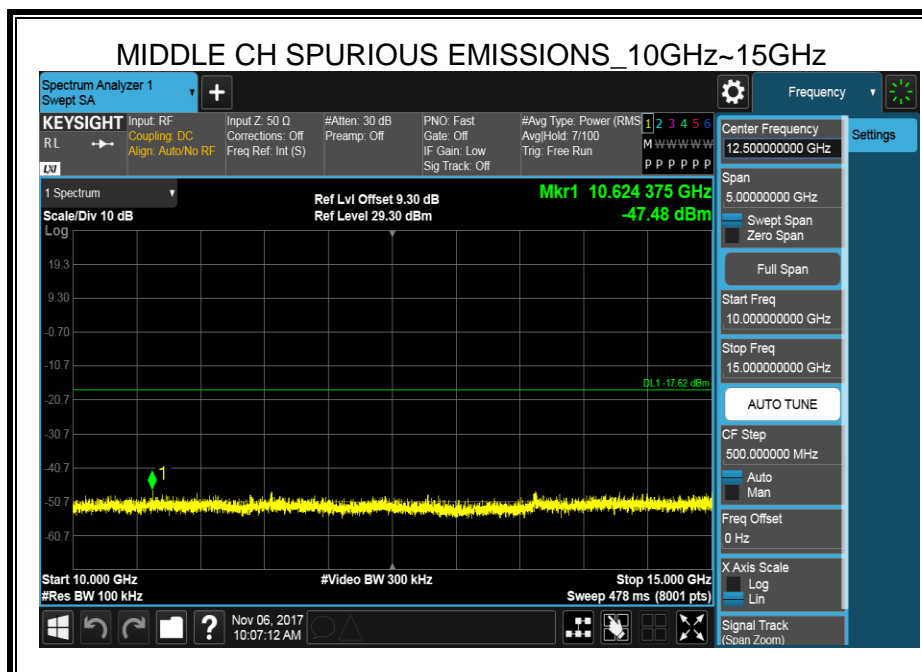 MIDDLE CH SPURIOUS EMISSIONS_10GHz~15GHz
Spectrum Analyzer 1
Swept SA
+
Frequency
KEYSIGHT
RL
LXI
Input: RF
Coupling: DC
Align: Auto/No RF
Input Z: 50 Ω
Corrections: Off
Freq Ref: Int (S)
#Atten: 30 dB
Preamp: Off
PNO: Fast
Gate: Off
IF Gain: Low
Sig Track: Off
#Avg Type: Power (RMS
Avg|Hold: 7/100
Trig: Free Run
1 2 3 4 5 6
M W W W W W
P P P P P P
1 Spectrum
Scale/Div 10 dB
Log
Ref Lvl Offset 9.30 dB
Ref Level 29.30 dBm
Mkr1 10.624 375 GHz
-47.48 dBm
19.3
9.30
-0.70
-10.7
DL1 -17.62 dBm
-20.7
-30.7
-40.7
1
-50.7
-60.7
Start 10.000 GHz
#Res BW 100 kHz
#Video BW 300 kHz
Stop 15.000 GHz
Sweep 478 ms (8001 pts)
?
Nov 06, 2017
10:07:12 AM
Center Frequency
12.500000000 GHz
Settings
Span
5.00000000 GHz
Swept Span
Zero Span
Full Span
Start Freq
10.000000000 GHz
Stop Freq
15.000000000 GHz
AUTO TUNE
CF Step
500.000000 MHz
Auto
Man
Freq Offset
0 Hz
X Axis Scale
Log
Lin
Signal Track
(Span Zoom)